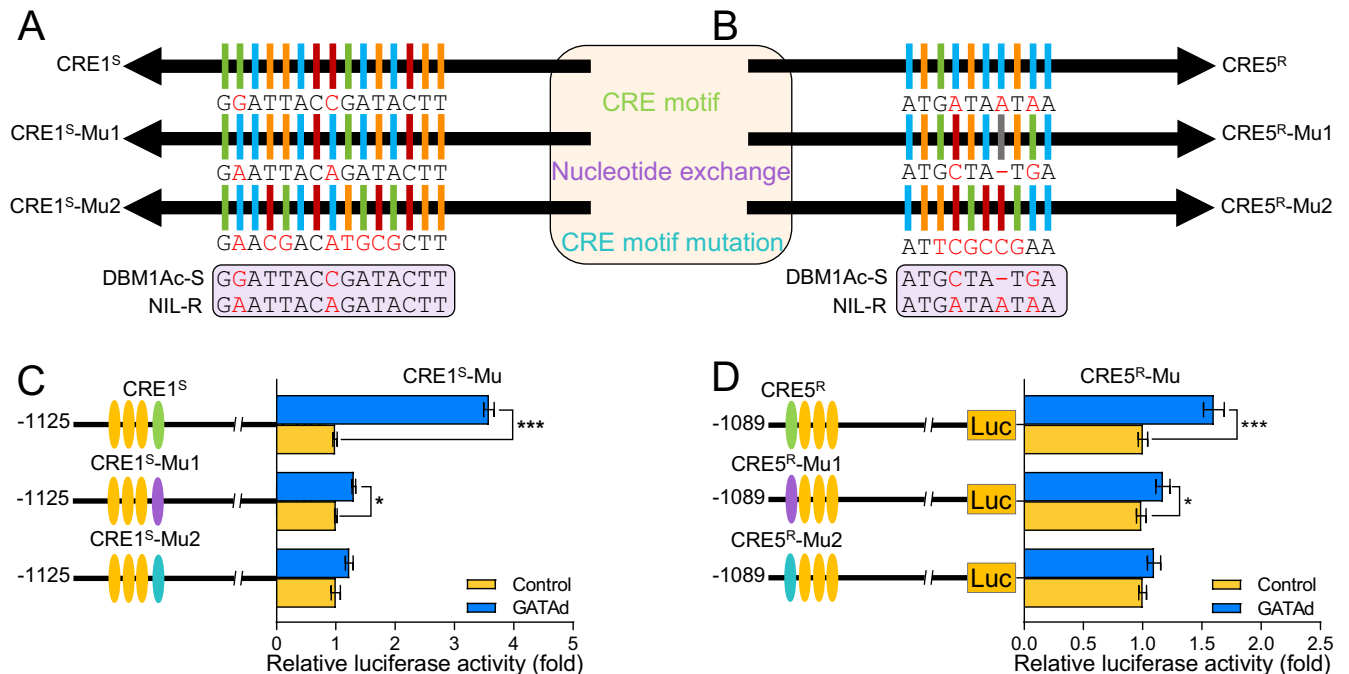 A
CRE1ˢ
GGATTACCGATACTT
CRE1ˢ-Mu1
GAATTACAGATACTT
CRE1ˢ-Mu2
GAACGACATGCGCTT
DBM1Ac-S GGATTACCGATACTT
NIL-R GAATTACAGATACTT
CRE motif
Nucleotide exchange
CRE motif mutation
B
CRE5ᴿ
ATGATAATAA
CRE5ᴿ-Mu1
ATGCTA-TGA
CRE5ᴿ-Mu2
ATTCGCCGAA
DBM1Ac-S ATGCTA-TGA
NIL-R ATGATAATAA
C
CRE1ˢ
CRE1ˢ-Mu
-1125
//
***
CRE1ˢ-Mu1
-1125
//
*
CRE1ˢ-Mu2
-1125
//
Control
GATAd
0 1 2 3 4 5
Relative luciferase activity (fold)
D
CRE5ᴿ
CRE5ᴿ-Mu
-1089
//
Luc
***
CRE5ᴿ-Mu1
-1089
//
Luc
*
CRE5ᴿ-Mu2
-1089
//
Luc
Control
GATAd
0.0 0.5 1.0 1.5 2.0 2.5
Relative luciferase activity (fold)